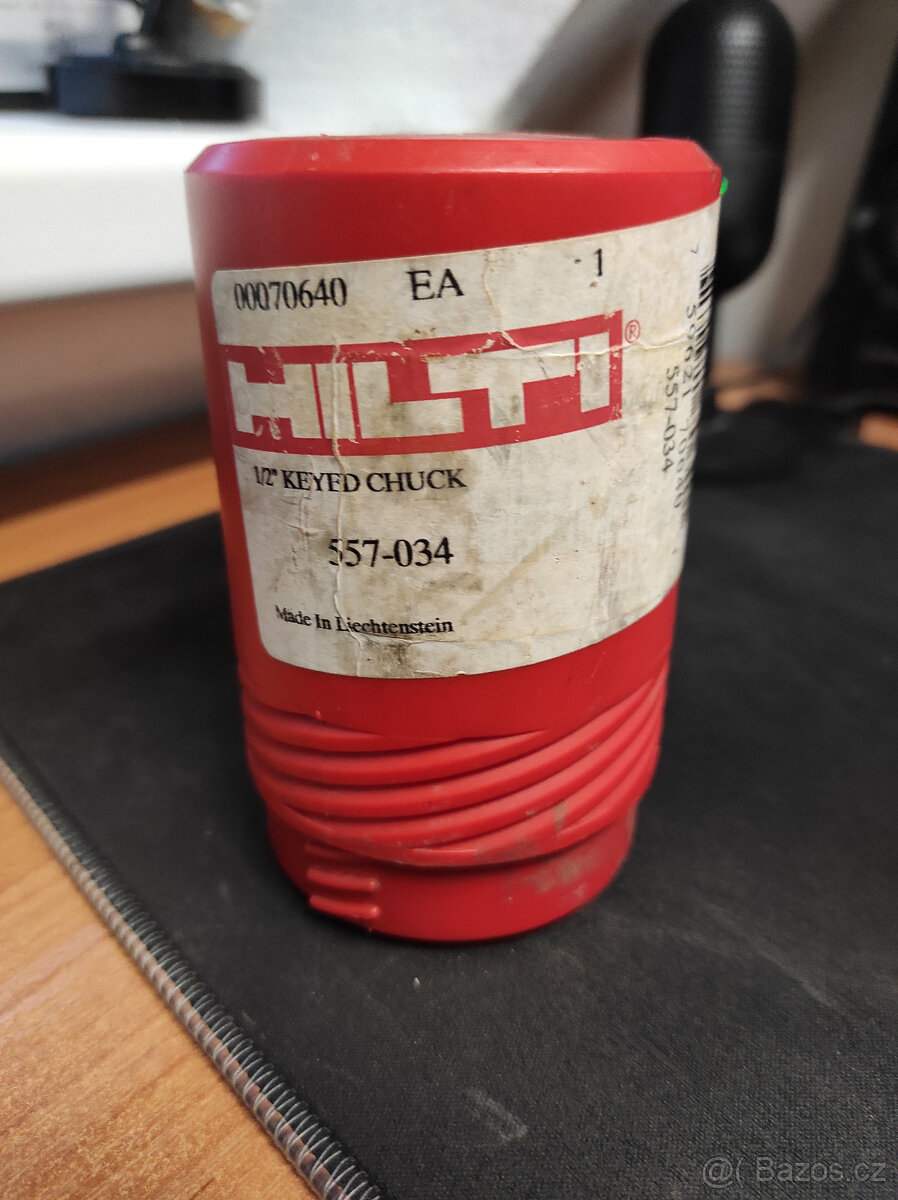 00070640 EA 1
HILTI®
1/2" KEYED CHUCK
557-034
Made In Liechtenstein
557-034
@( Bazos.cz